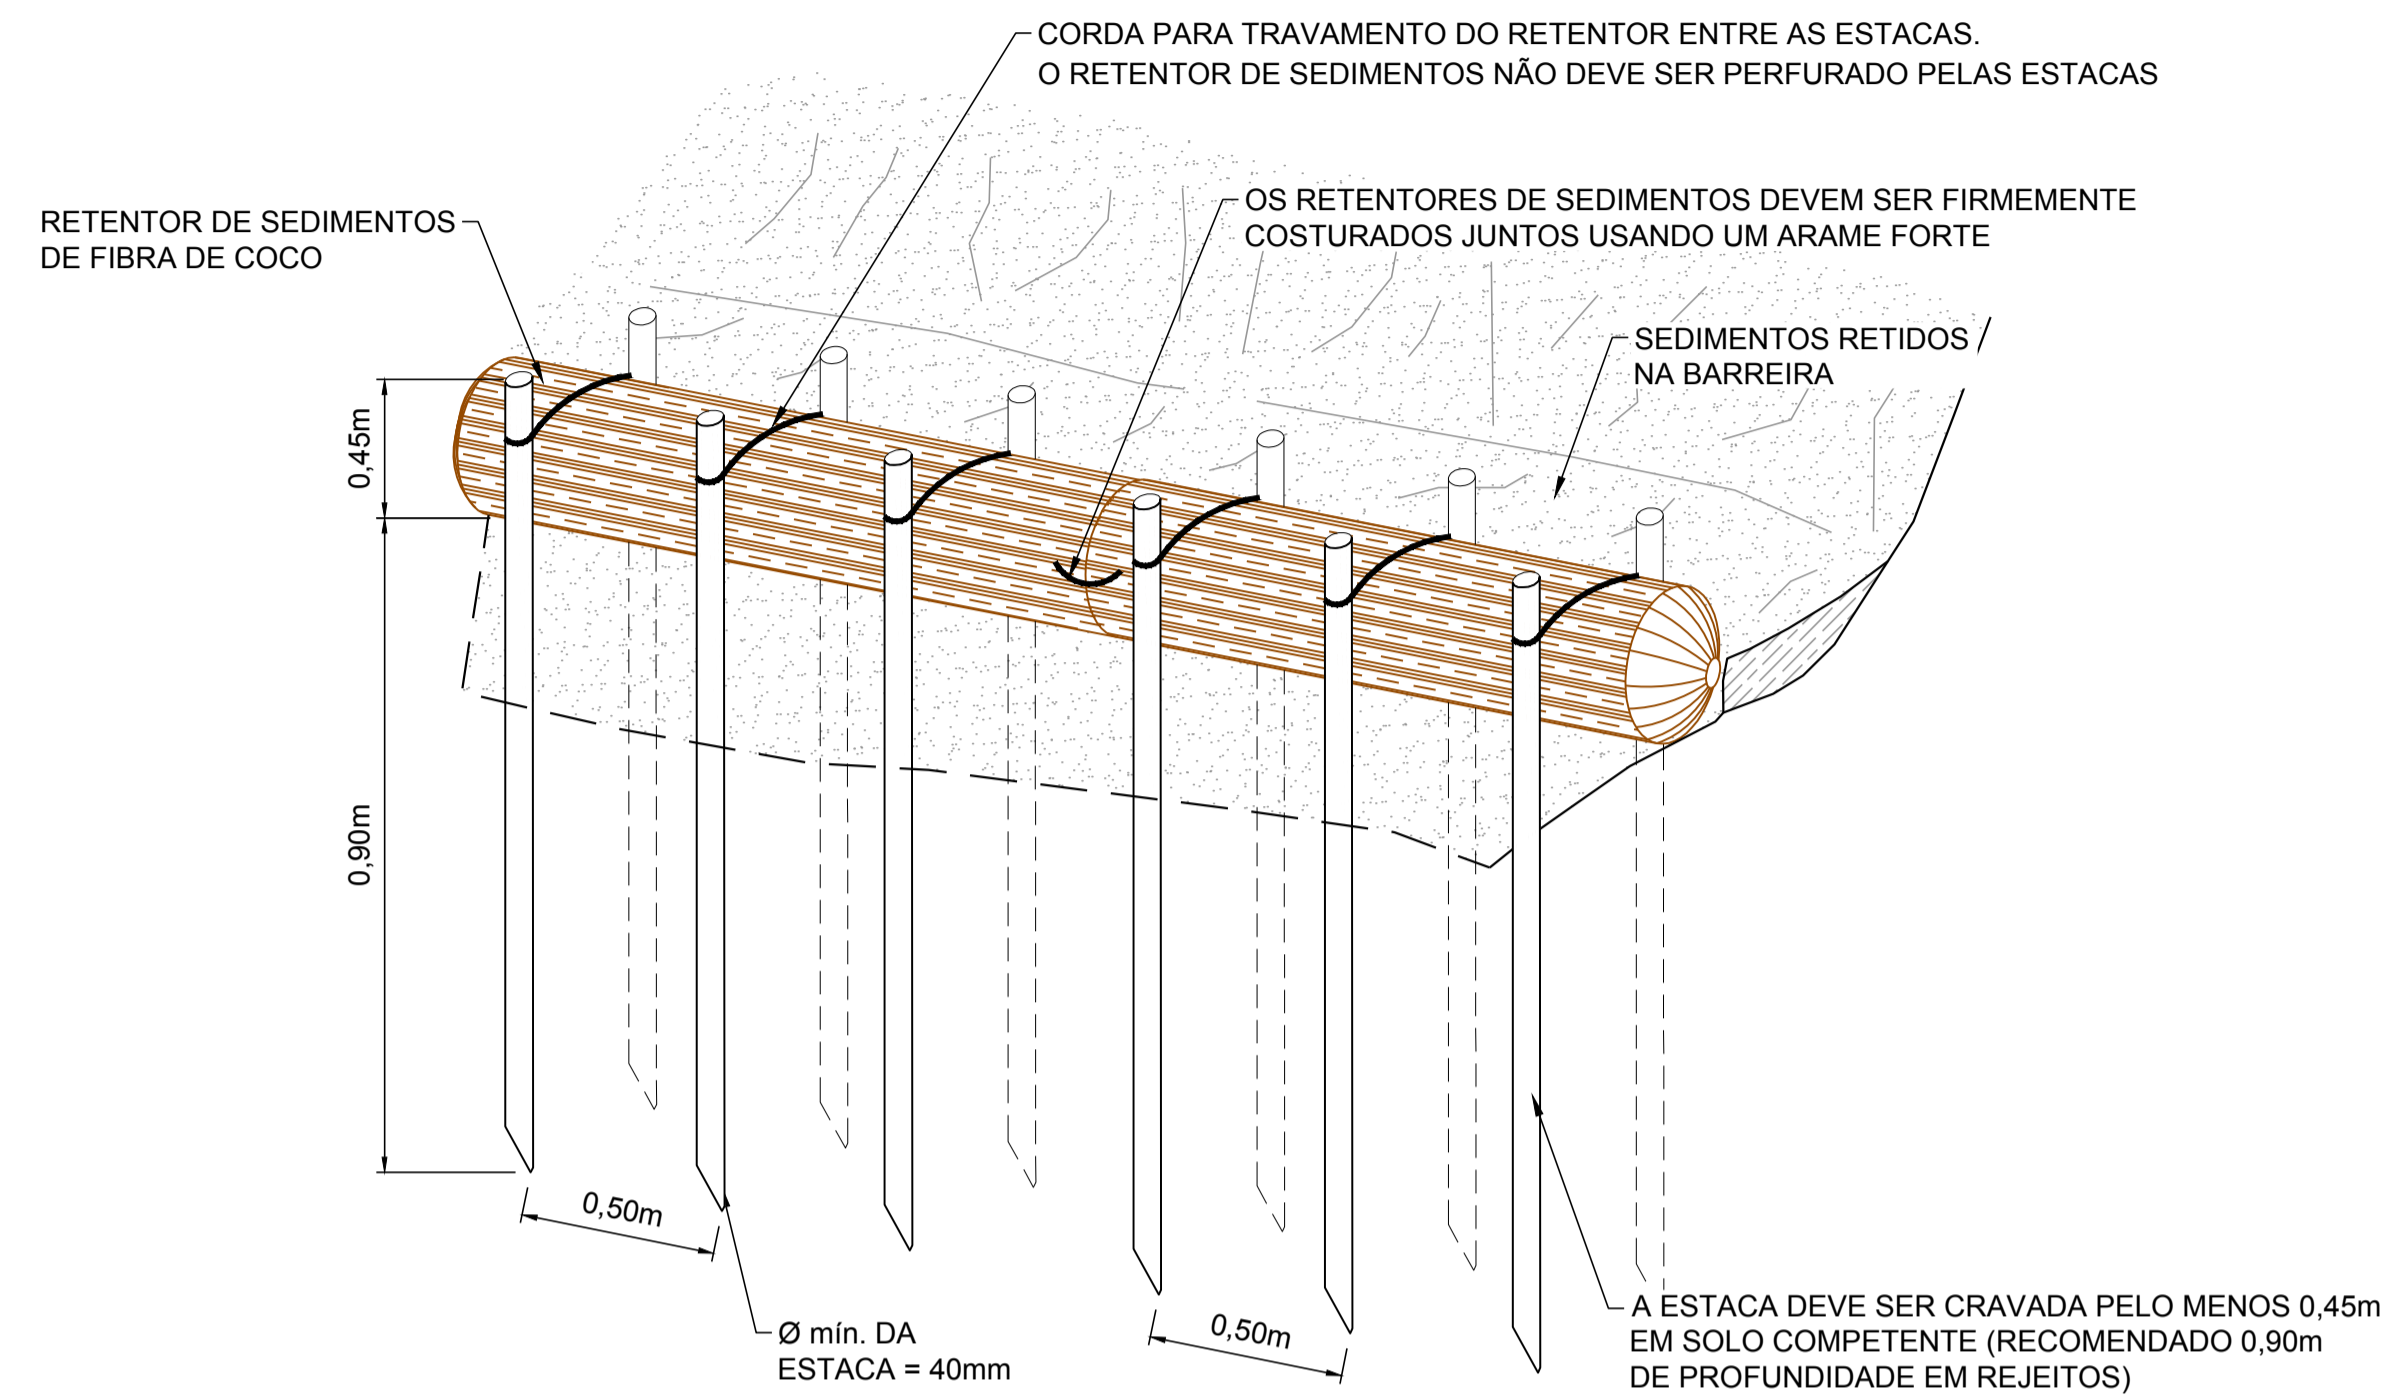 CORDA PARA TRAVAMENTO DO RETENTOR ENTRE AS ESTACAS.
O RETENTOR DE SEDIMENTOS NÃO DEVE SER PERFURADO PELAS ESTACAS
OS RETENTORES DE SEDIMENTOS DEVEM SER FIRMEMENTE
COSTURADOS JUNTOS USANDO UM ARAME FORTE
RETENTOR DE SEDIMENTOS
DE FIBRA DE COCO
SEDIMENTOS RETIDOS
NA BARREIRA
0,45m
0,90m
0,50m
Ø mín. DA
ESTACA = 40mm
0,50m
A ESTACA DEVE SER CRAVADA PELO MENOS 0,45m
EM SOLO COMPETENTE (RECOMENDADO 0,90m
DE PROFUNDIDADE EM REJEITOS)